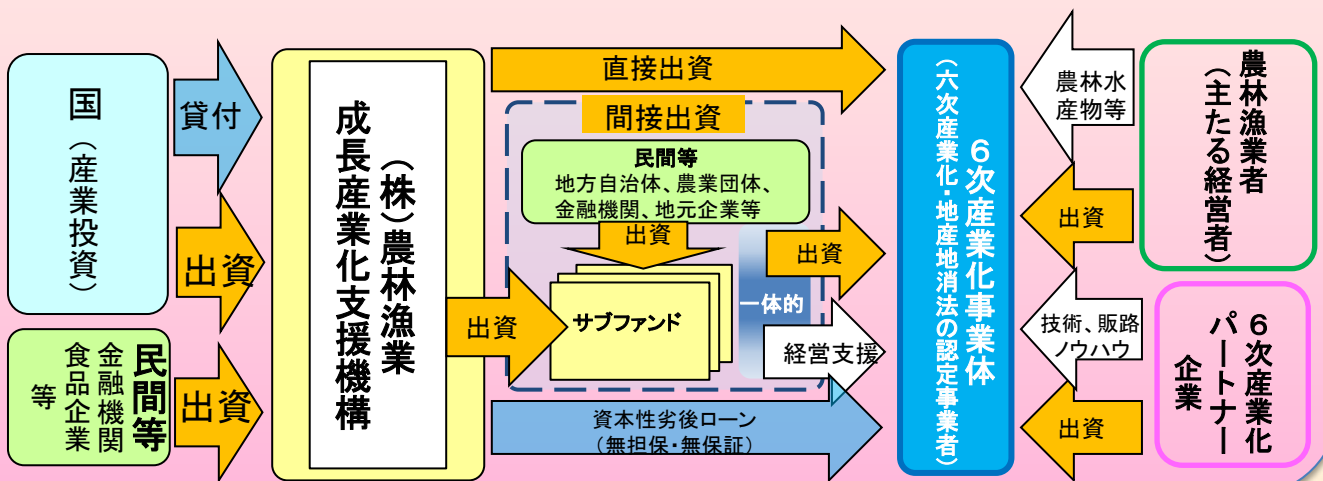 国（産業投資）
貸付
出資
民間等
金融機関
食品企業
等
出資
（株）農林漁業
成長産業化支援機構
直接出資
間接出資
民間等
地方自治体、農業団体、
金融機関、地元企業等
出資
出資
サブファンド
一体的
出資
経営支援
資本性劣後ローン
（無担保・無保証）
６次産業化事業体
（六次産業化・地産地消法の認定事業者）
農林水
産物等
出資
技術、販路
ノウハウ
出資
農林漁業者
（主たる経営者）
６次産業化
パートナー
企業